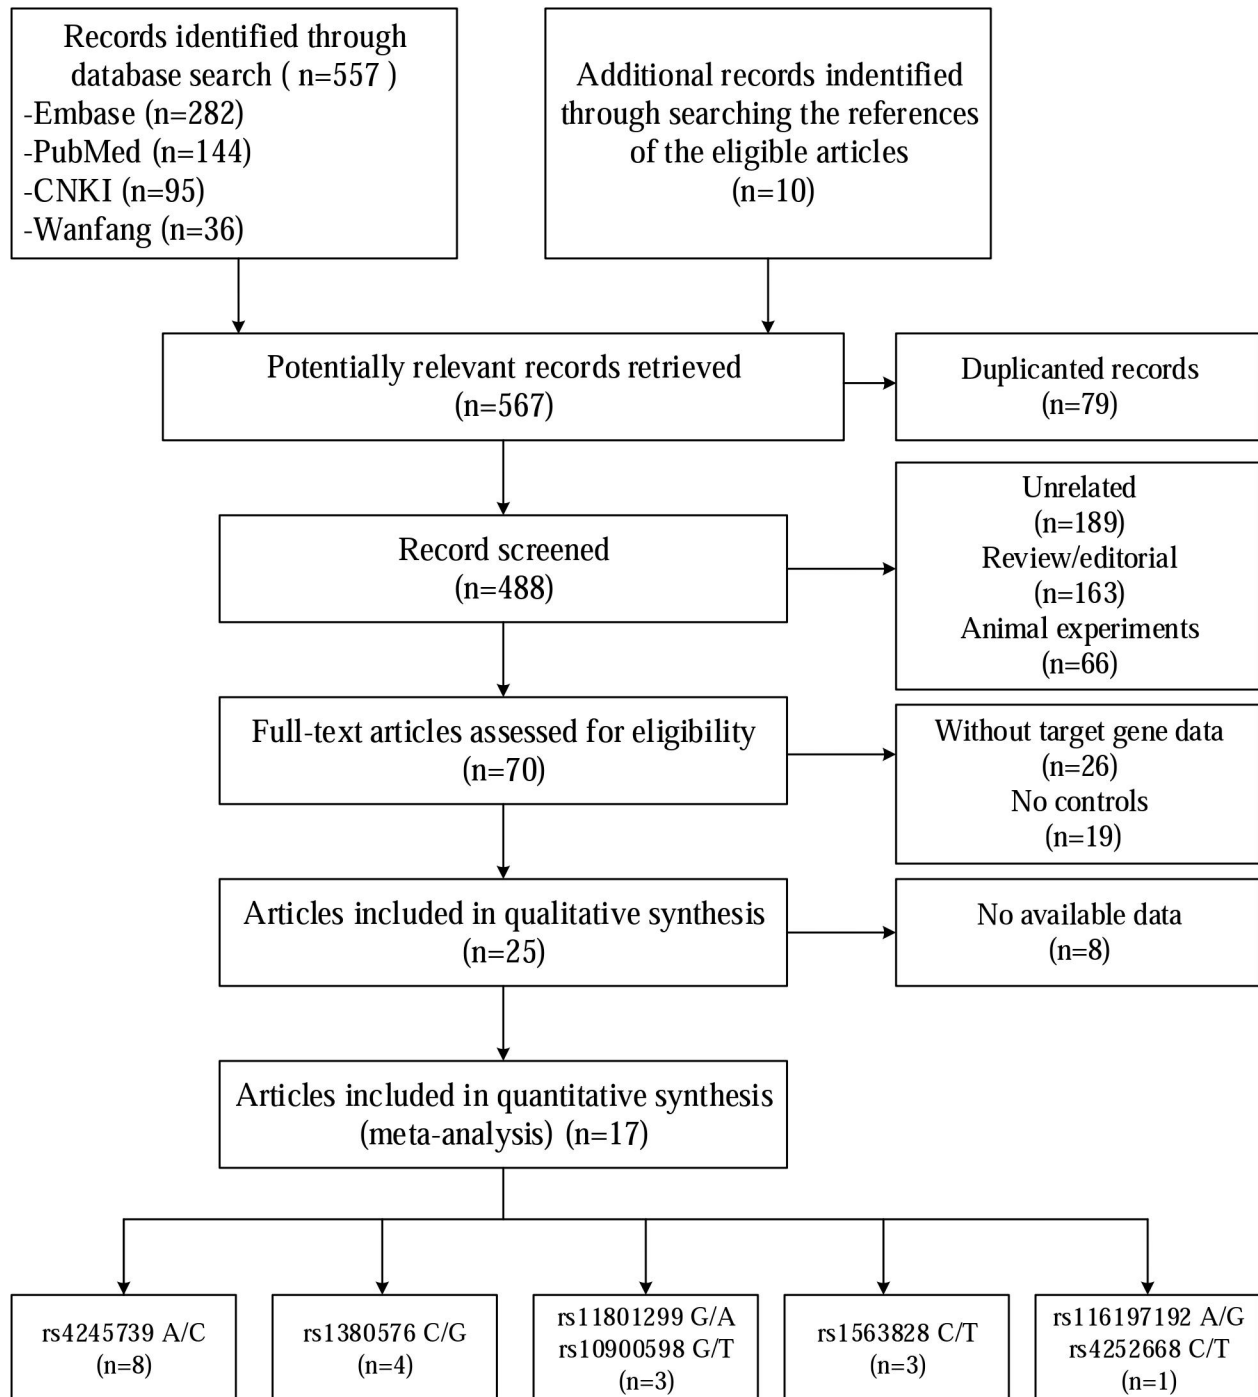 Records identified through
database search ( n=557 )
-Embase (n=282)
-PubMed (n=144)
-CNKI (n=95)
-Wanfang (n=36)
Additional records indentified
through searching the references
of the eligible articles
(n=10)
Potentially relevant records retrieved
(n=567)
Duplicanted records
(n=79)
Record screened
(n=488)
Unrelated
(n=189)
Review/editorial
(n=163)
Animal experiments
(n=66)
Full-text articles assessed for eligibility
(n=70)
Without target gene data
(n=26)
No controls
(n=19)
Articles included in qualitative synthesis
(n=25)
No available data
(n=8)
Articles included in quantitative synthesis
(meta-analysis) (n=17)
rs4245739 A/C
(n=8)
rs1380576 C/G
(n=4)
rs11801299 G/A
rs10900598 G/T
(n=3)
rs1563828 C/T
(n=3)
rs116197192 A/G
rs4252668 C/T
(n=1)